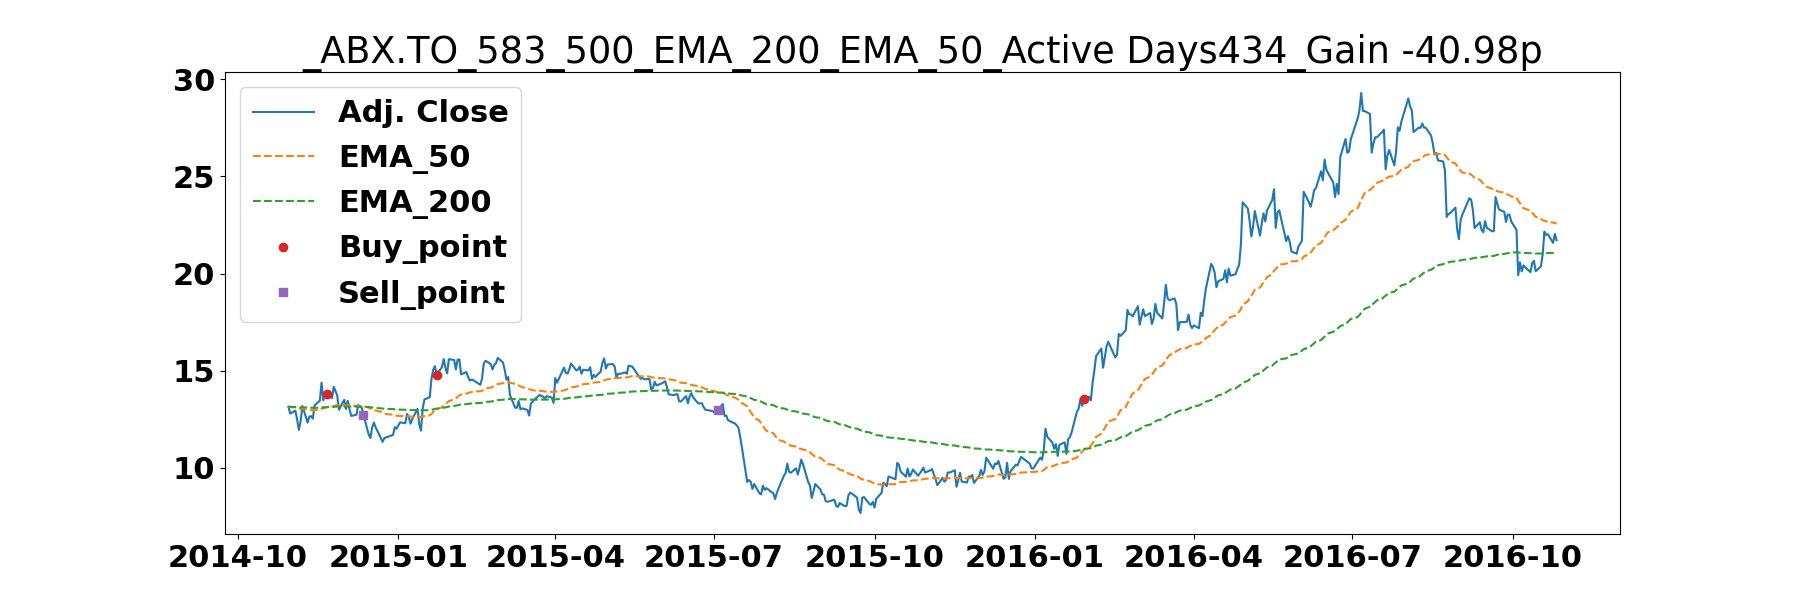 _ABX.TO_583_500_EMA_200_EMA_50_Active Days434_Gain -40.98p
30
25
20
15
10
Adj. Close
EMA_50
EMA_200
Buy_point
Sell_point
2014-10 2015-01 2015-04 2015-07 2015-10 2016-01 2016-04 2016-07 2016-10